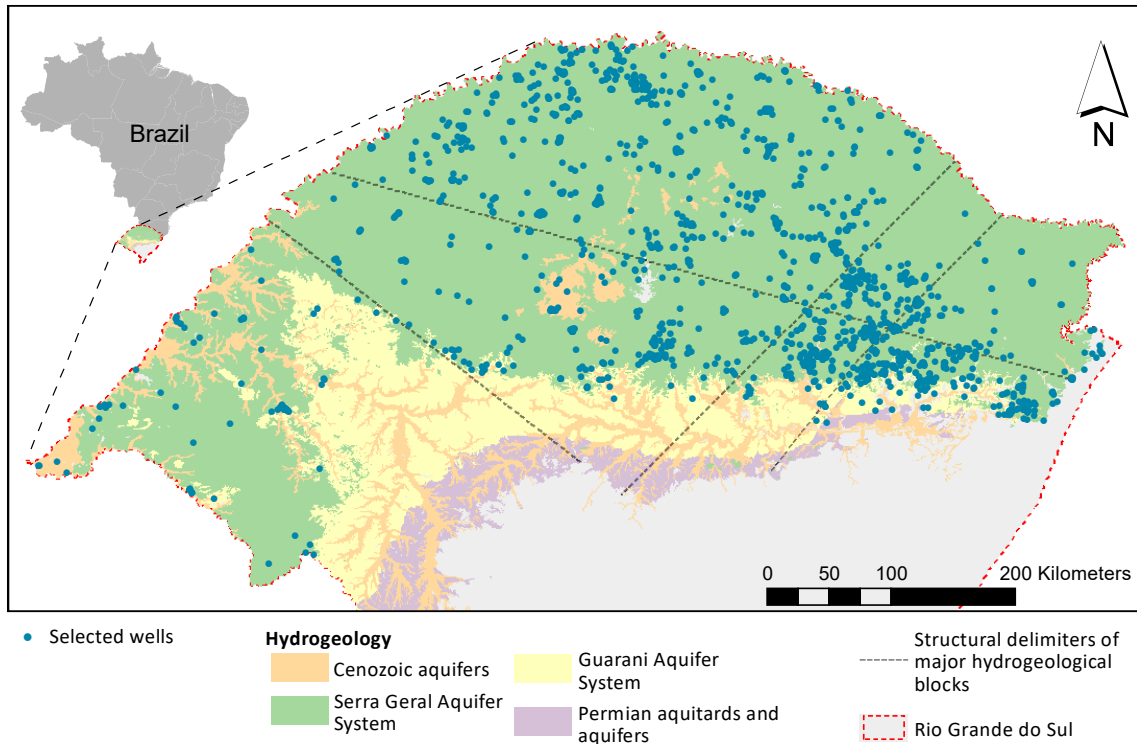 Brazil
N
0 50 100 200 Kilometers
Selected wells
Hydrogeology
Cenozoic aquifers
Serra Geral Aquifer
System
Guarani Aquifer
System
Permian aquitards and
aquifers
Structural delimiters of
major hydrogeological
blocks
Rio Grande do Sul